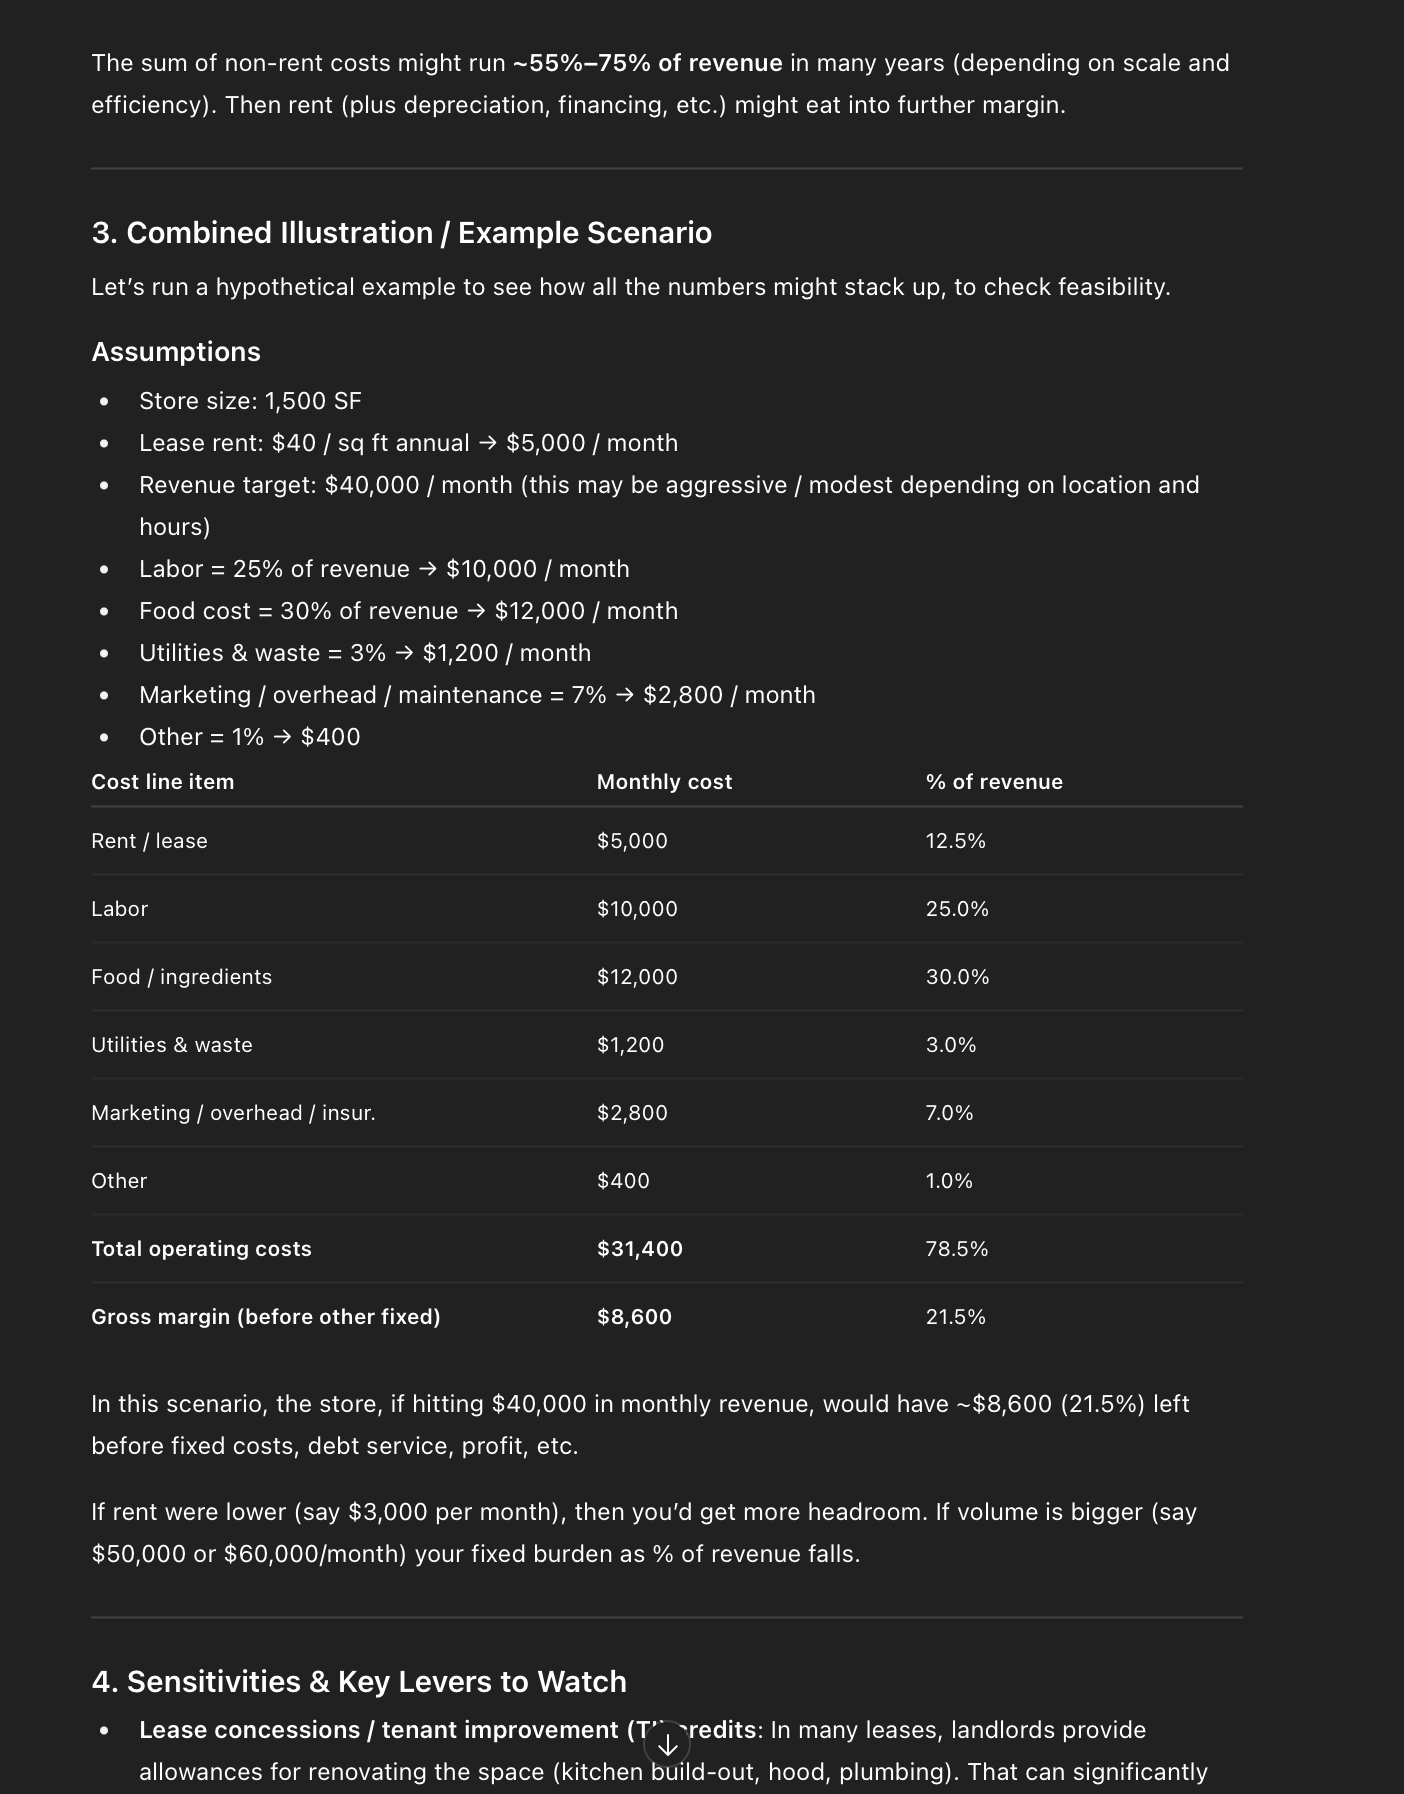 The sum of non-rent costs might run ~55%–75% of revenue in many years (depending on scale and
efficiency). Then rent (plus depreciation, financing, etc.) might eat into further margin.
3. Combined Illustration / Example Scenario
Let’s run a hypothetical example to see how all the numbers might stack up, to check feasibility.
Assumptions
• Store size: 1,500 SF
• Lease rent: $40 / sq ft annual → $5,000 / month
• Revenue target: $40,000 / month (this may be aggressive / modest depending on location and
hours)
• Labor = 25% of revenue → $10,000 / month
• Food cost = 30% of revenue → $12,000 / month
• Utilities & waste = 3% → $1,200 / month
• Marketing / overhead / maintenance = 7% → $2,800 / month
• Other = 1% → $400
Cost line item Monthly cost % of revenue
Rent / lease $5,000 12.5%
Labor $10,000 25.0%
Food / ingredients $12,000 30.0%
Utilities & waste $1,200 3.0%
Marketing / overhead / insur. $2,800 7.0%
Other $400 1.0%
Total operating costs $31,400 78.5%
Gross margin (before other fixed) $8,600 21.5%
In this scenario, the store, if hitting $40,000 in monthly revenue, would have ~$8,600 (21.5%) left
before fixed costs, debt service, profit, etc.
If rent were lower (say $3,000 per month), then you’d get more headroom. If volume is bigger (say
$50,000 or $60,000/month) your fixed burden as % of revenue falls.
4. Sensitivities & Key Levers to Watch
• Lease concessions / tenant improvement (TI) credits: In many leases, landlords provide
allowances for renovating the space (kitchen build-out, hood, plumbing). That can significantly